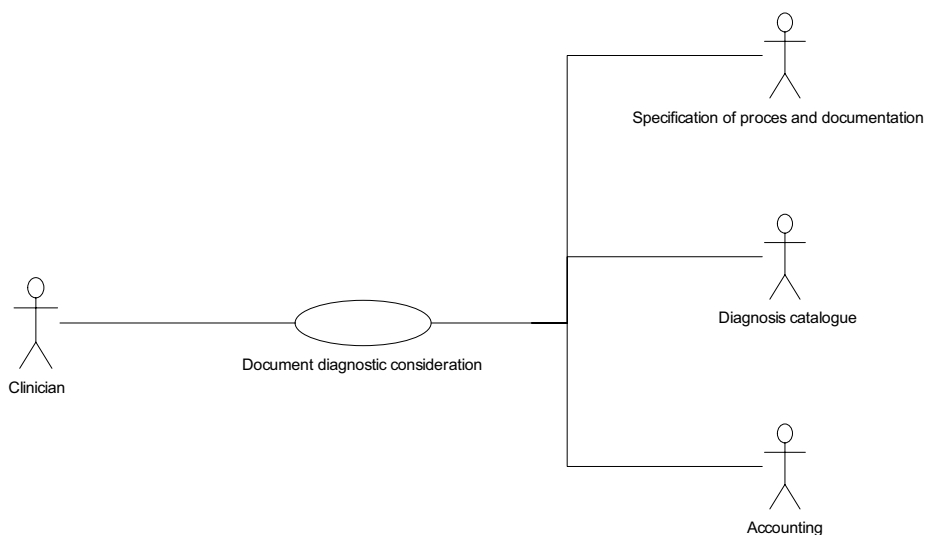 Specification of proces and documentation
Diagnosis catalogue
Document diagnostic consideration
Clinician
Accounting